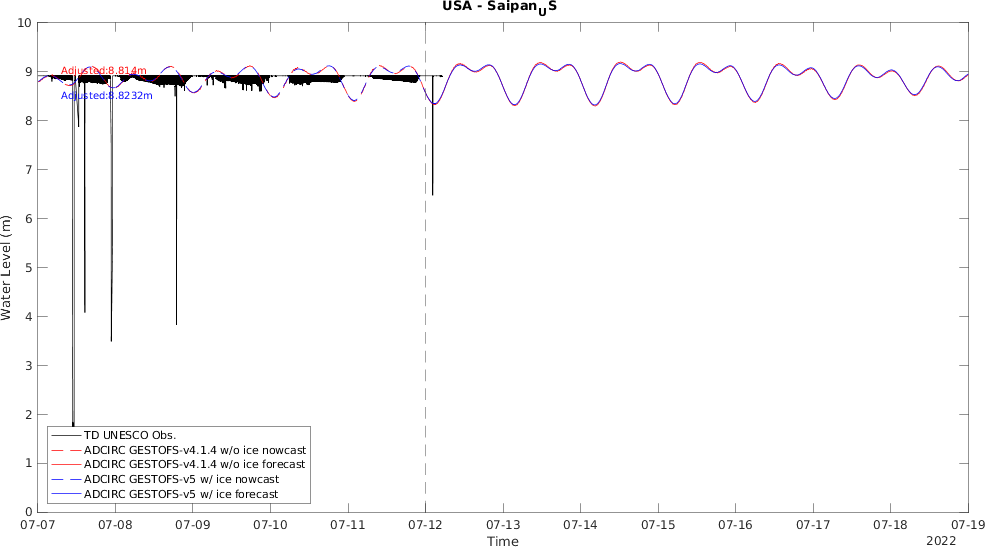 USA - Saipan_US
10
9
8
7
6
5
4
3
2
1
0
Water Level (m)
Adjusted:8.814m
Adjusted:8.8232m
TD UNESCO Obs.
ADCIRC GESTOFS-v4.1.4 w/o ice nowcast
ADCIRC GESTOFS-v4.1.4 w/o ice forecast
ADCIRC GESTOFS-v5 w/ ice nowcast
ADCIRC GESTOFS-v5 w/ ice forecast
07-07 07-08 07-09 07-10 07-11 07-12 07-13 07-14 07-15 07-16 07-17 07-18 07-19
Time
2022